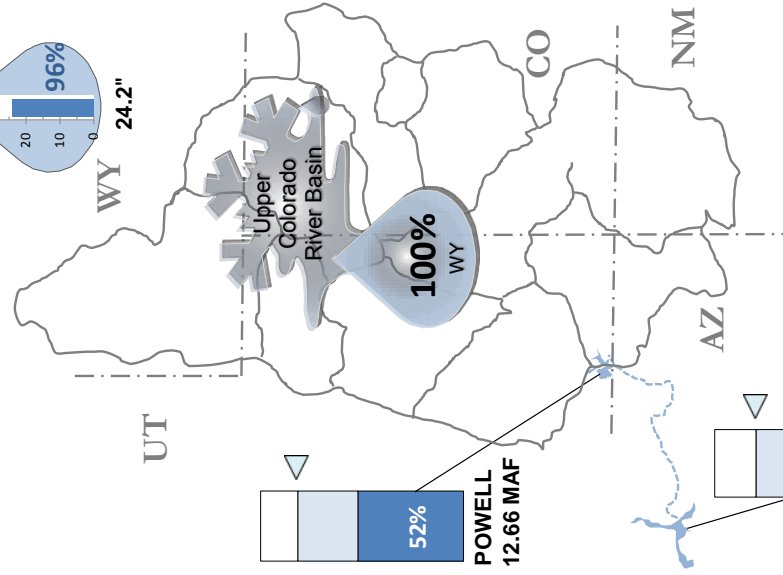 20
10
0
96%
24.2"
WY
Upper
Colorado
River Basin
100%
WY
CO
UT
NM
AZ
52%
POWELL
12.66 MAF